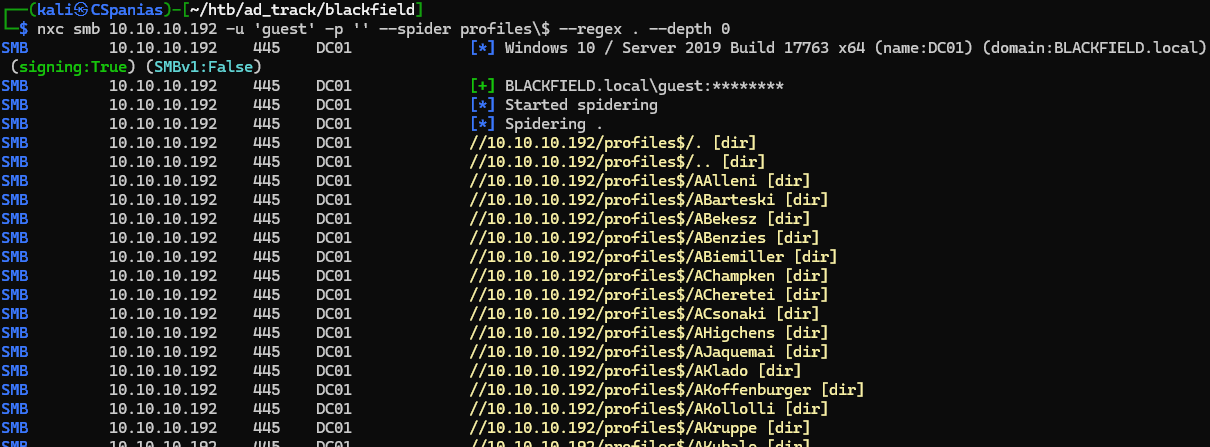 ┌──(kali㉿CSpanias)-[~/htb/ad_track/blackfield]
└─$ nxc smb 10.10.10.192 -u 'guest' -p '' --spider profiles\$ --regex . --depth 0
SMB 10.10.10.192 445 DC01 [*] Windows 10 / Server 2019 Build 17763 x64 (name:DC01) (domain:BLACKFIELD.local)
(signing:True) (SMBv1:False)
SMB 10.10.10.192 445 DC01 [+] BLACKFIELD.local\guest:********
SMB 10.10.10.192 445 DC01 [*] Started spidering
SMB 10.10.10.192 445 DC01 [*] Spidering .
SMB 10.10.10.192 445 DC01 //10.10.10.192/profiles$/. [dir]
SMB 10.10.10.192 445 DC01 //10.10.10.192/profiles$/.. [dir]
SMB 10.10.10.192 445 DC01 //10.10.10.192/profiles$/AAlleni [dir]
SMB 10.10.10.192 445 DC01 //10.10.10.192/profiles$/ABarteski [dir]
SMB 10.10.10.192 445 DC01 //10.10.10.192/profiles$/ABekesz [dir]
SMB 10.10.10.192 445 DC01 //10.10.10.192/profiles$/ABenzies [dir]
SMB 10.10.10.192 445 DC01 //10.10.10.192/profiles$/ABiemiller [dir]
SMB 10.10.10.192 445 DC01 //10.10.10.192/profiles$/AChampken [dir]
SMB 10.10.10.192 445 DC01 //10.10.10.192/profiles$/ACheretei [dir]
SMB 10.10.10.192 445 DC01 //10.10.10.192/profiles$/ACsonaki [dir]
SMB 10.10.10.192 445 DC01 //10.10.10.192/profiles$/AHigchens [dir]
SMB 10.10.10.192 445 DC01 //10.10.10.192/profiles$/AJaquemai [dir]
SMB 10.10.10.192 445 DC01 //10.10.10.192/profiles$/AKlado [dir]
SMB 10.10.10.192 445 DC01 //10.10.10.192/profiles$/AKoffenburger [dir]
SMB 10.10.10.192 445 DC01 //10.10.10.192/profiles$/AKollolli [dir]
SMB 10.10.10.192 445 DC01 //10.10.10.192/profiles$/AKruppe [dir]
SMB 10.10.10.192 445 DC01